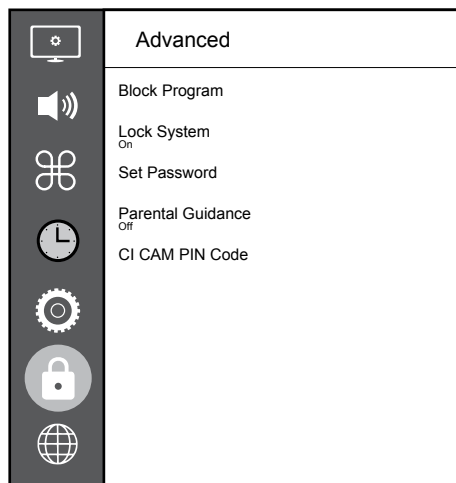 Advanced
Block Program
Lock System
On
Set Password
Parental Guidance
Off
CI CAM PIN Code